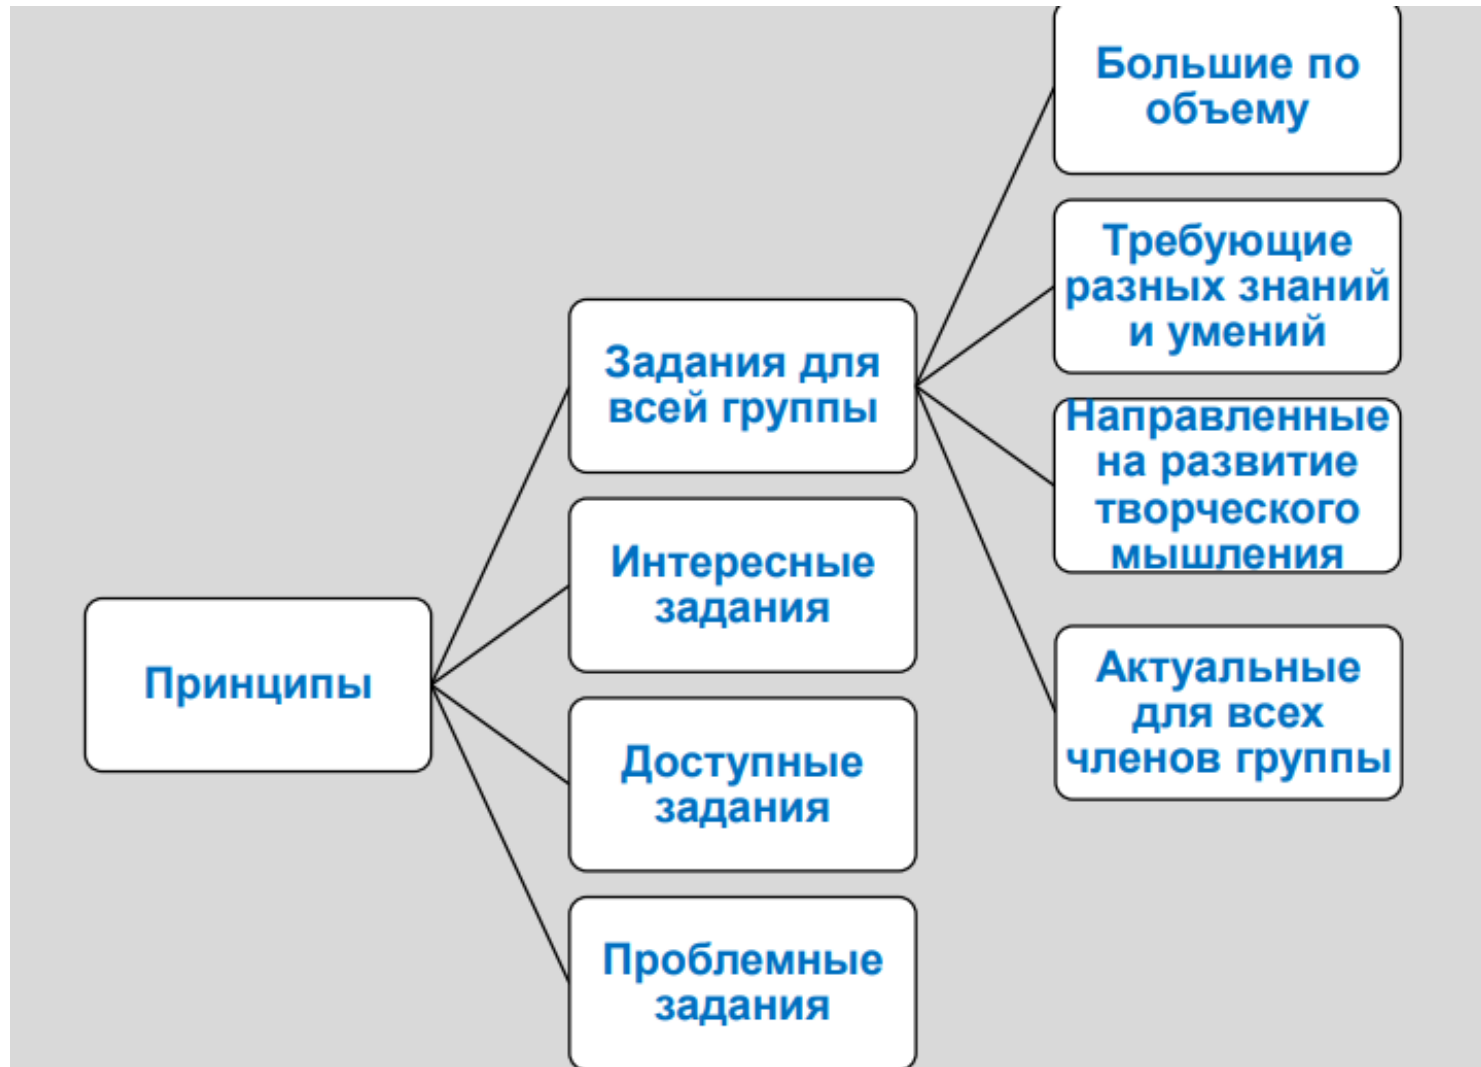 Принципы
Задания для
всей группы
Интересные
задания
Доступные
задания
Проблемные
задания
Большие по
объему
Требующие
разных знаний
и умений
Направленные
на развитие
творческого
мышления
Актуальные
для всех
членов группы